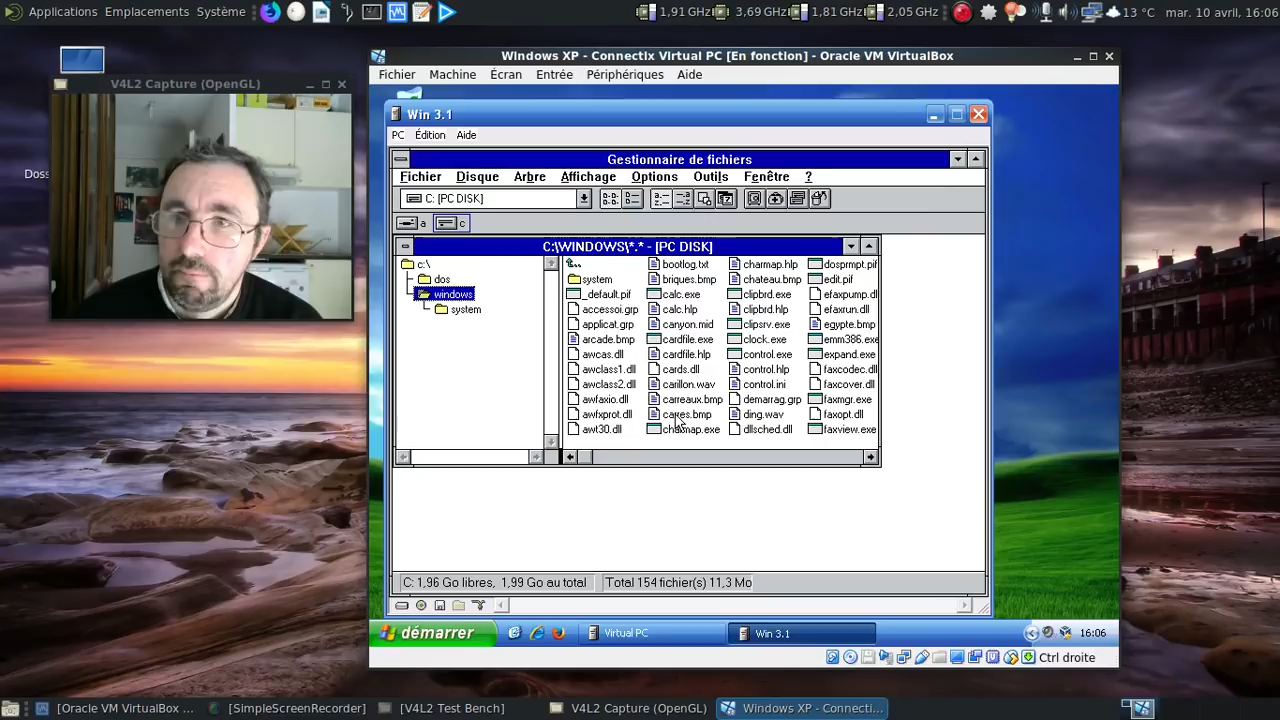 Applications Emplacements Système
1,91 GHz 3,69 GHz 1,81 GHz 2,05 GHz 13 °C mar. 10 avril, 16:06
Doss
V4L2 Capture (OpenGL)
Windows XP - Connectix Virtual PC [En fonction] - Oracle VM VirtualBox
Fichier Machine Écran Entrée Périphériques Aide
Win 3.1
PC Édition Aide
Gestionnaire de fichiers
Fichier Disque Arbre Affichage Options Outils Fenêtre ?
C: [PC DISK]
a c
C:\WINDOWS\*.* - [PC DISK]
c:\
dos
windows
system
system
_default.pif
accessoi.grp
applicat.grp
arcade.bmp
awcas.dll
awclass1.dll
awclass2.dll
awfaxio.dll
awfxprot.dll
awt30.dll
bootlog.txt
briques.bmp
calc.exe
calc.hlp
canyon.mid
cardfile.exe
cardfile.hlp
cards.dll
carillon.wav
carreaux.bmp
carres.bmp
charmap.exe
charmap.hlp
chateau.bmp
clipbrd.exe
clipbrd.hlp
clipsrv.exe
clock.exe
control.exe
control.hlp
control.ini
demarrag.grp
ding.wav
dllsched.dll
dosprmpt.pif
edit.pif
efaxpump.dl
efaxrun.dll
egypte.bmp
emm386.exe
expand.exe
faxcodec.dl
faxcover.dll
faxmgr.exe
faxopt.dll
faxview.exe
C: 1,96 Go libres, 1,99 Go au total Total 154 fichier(s) 11,3 Mo
démarrer Virtual PC Win 3.1 16:06
Ctrl droite
[Oracle VM VirtualBox ... [SimpleScreenRecorder] [V4L2 Test Bench] V4L2 Capture (OpenGL) Windows XP - Connecti...